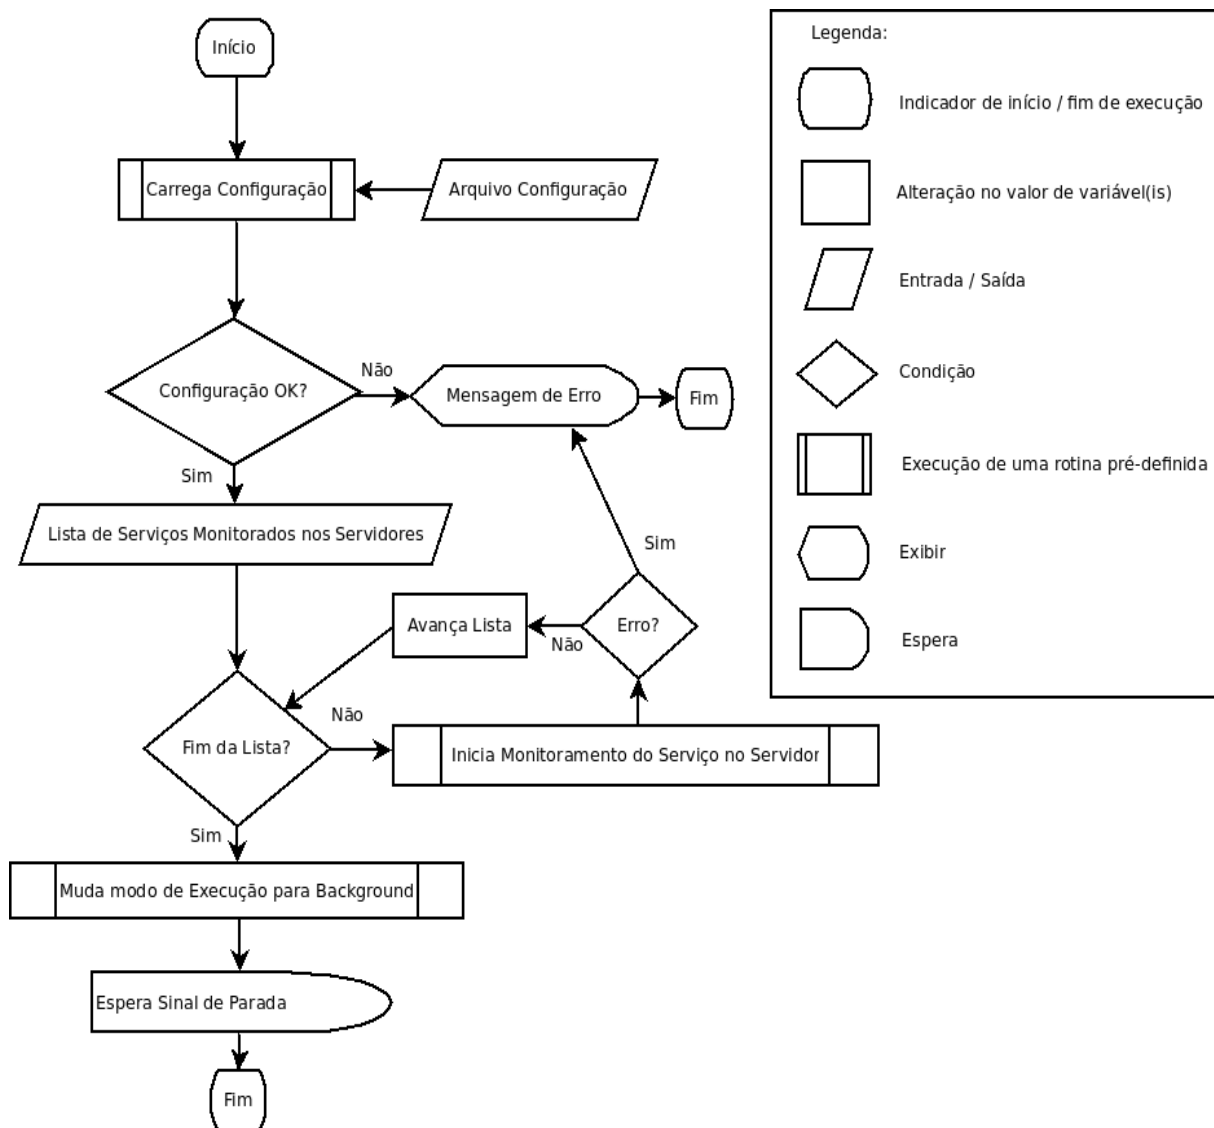 Início
Carrega Configuração
Arquivo Configuração
Configuração OK?
Não
Mensagem de Erro
Fim
Sim
Lista de Serviços Monitorados nos Servidores
Sim
Avança Lista
Não
Erro?
Fim da Lista?
Não
Inicia Monitoramento do Serviço no Servidor
Sim
Muda modo de Execução para Background
Espera Sinal de Parada
Fim
Legenda:
Indicador de início / fim de execução
Alteração no valor de variável(is)
Entrada / Saída
Condição
Execução de uma rotina pré-definida
Exibir
Espera